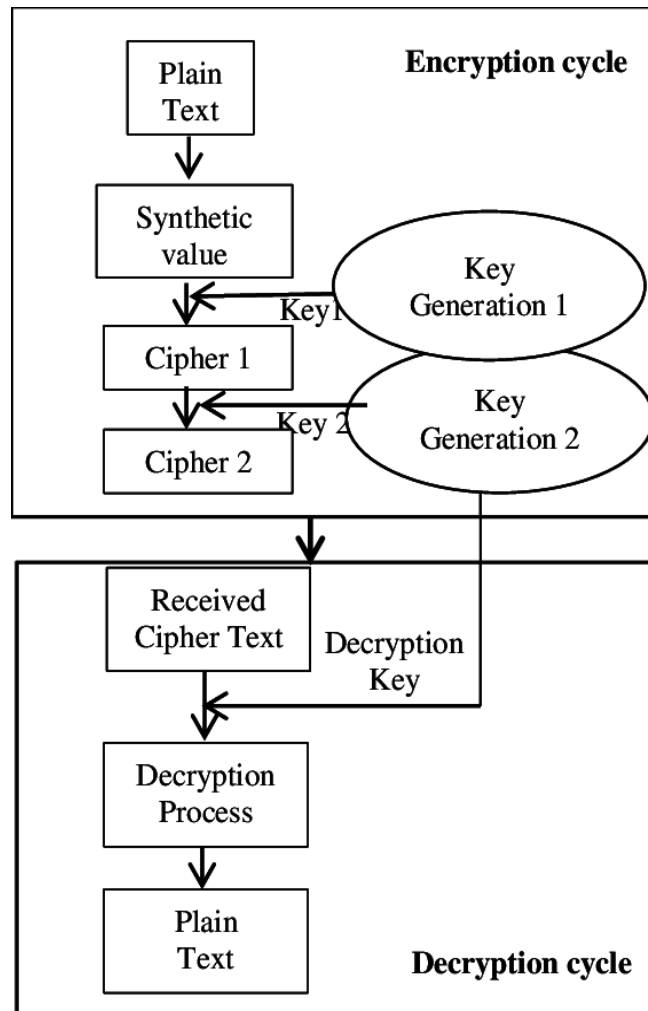 Encryption cycle
Plain
Text
Synthetic
value
Key
Generation 1
Key1
Cipher 1
Key
Generation 2
Key 2
Cipher 2
Received
Cipher Text
Decryption
Key
Decryption
Process
Plain
Text
Decryption cycle